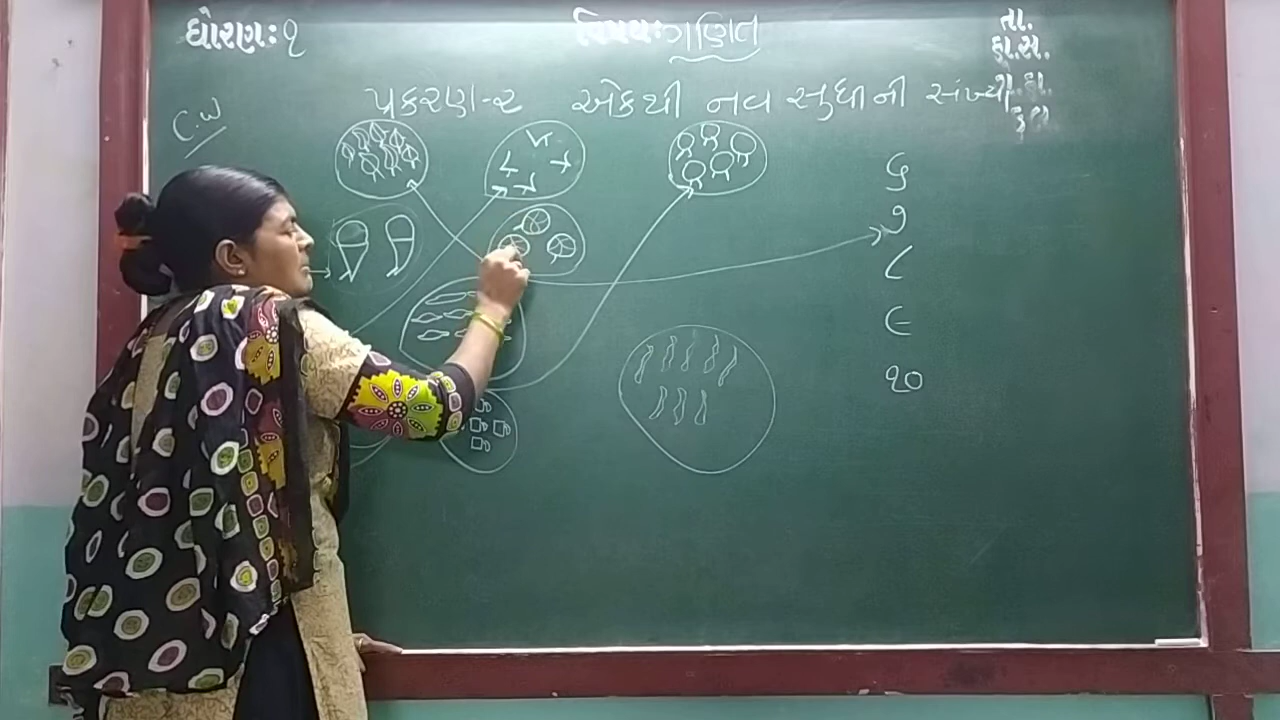 ધોરણ: ૧ વિષય: ગણિત તા.
હા.સં.
ગે.હા.
કુલ
C.W
પ્રકરણ-૨ એકથી નવ સુધીની સંખ્યા
૬
૭
૮
૯
૧૦